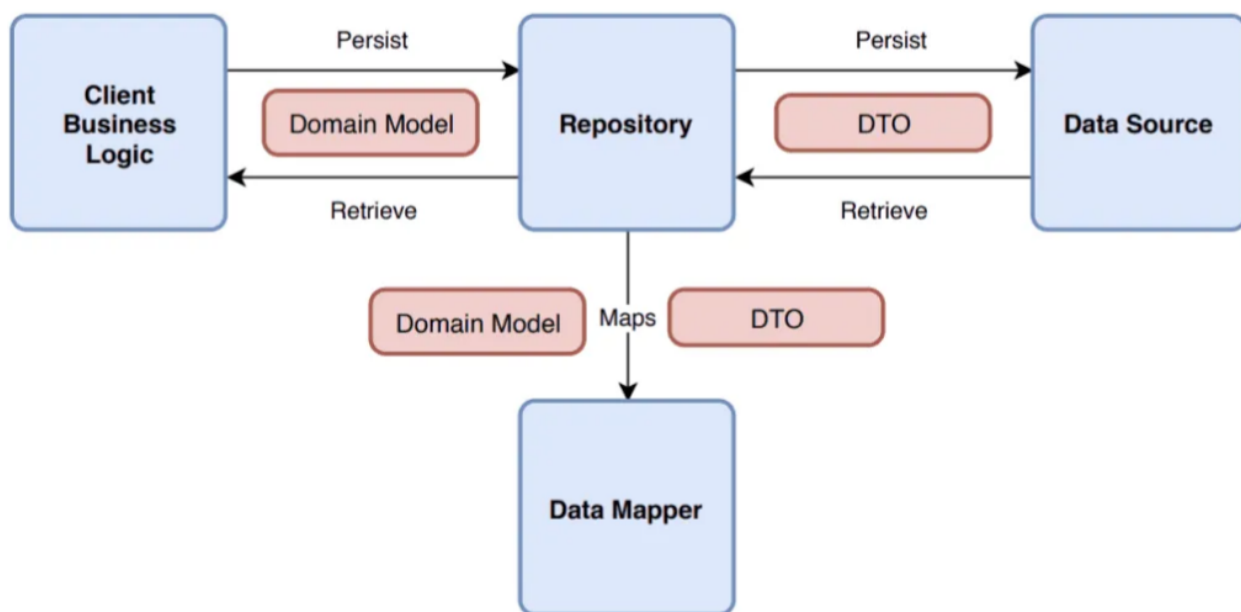 Persist
Persist
Client
Business
Logic
Domain Model
Repository
DTO
Data Source
Retrieve
Retrieve
Domain Model
Maps
DTO
Data Mapper